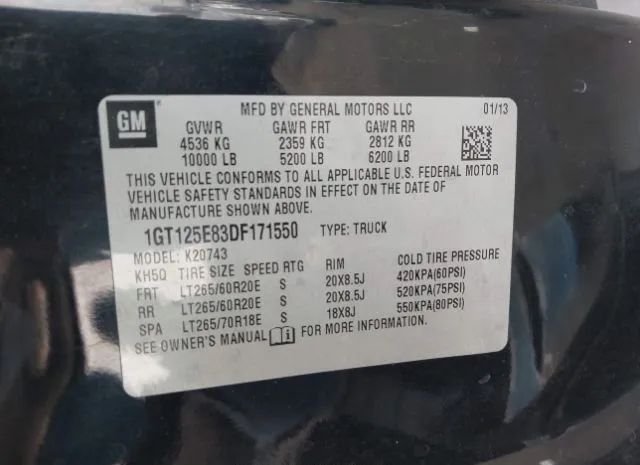 GM
MFD BY GENERAL MOTORS LLC 01/13
GVWR GAWR FRT GAWR RR
4536 KG 2359 KG 2812 KG
10000 LB 5200 LB 6200 LB
THIS VEHICLE CONFORMS TO ALL APPLICABLE U.S. FEDERAL MOTOR
VEHICLE SAFETY STANDARDS IN EFFECT ON THE DATE OF
MANUFACTURE SHOWN ABOVE.
1GT125E83DF171550 TYPE: TRUCK
MODEL: K20743
KH5Q TIRE SIZE SPEED RTG RIM COLD TIRE PRESSURE
FRT LT265/60R20E S 20X8.5J 420KPA(60PSI)
RR LT265/60R20E S 20X8.5J 520KPA(75PSI)
SPA LT265/70R18E S 18X8J 550KPA(80PSI)
SEE OWNER'S MANUAL i FOR MORE INFORMATION.